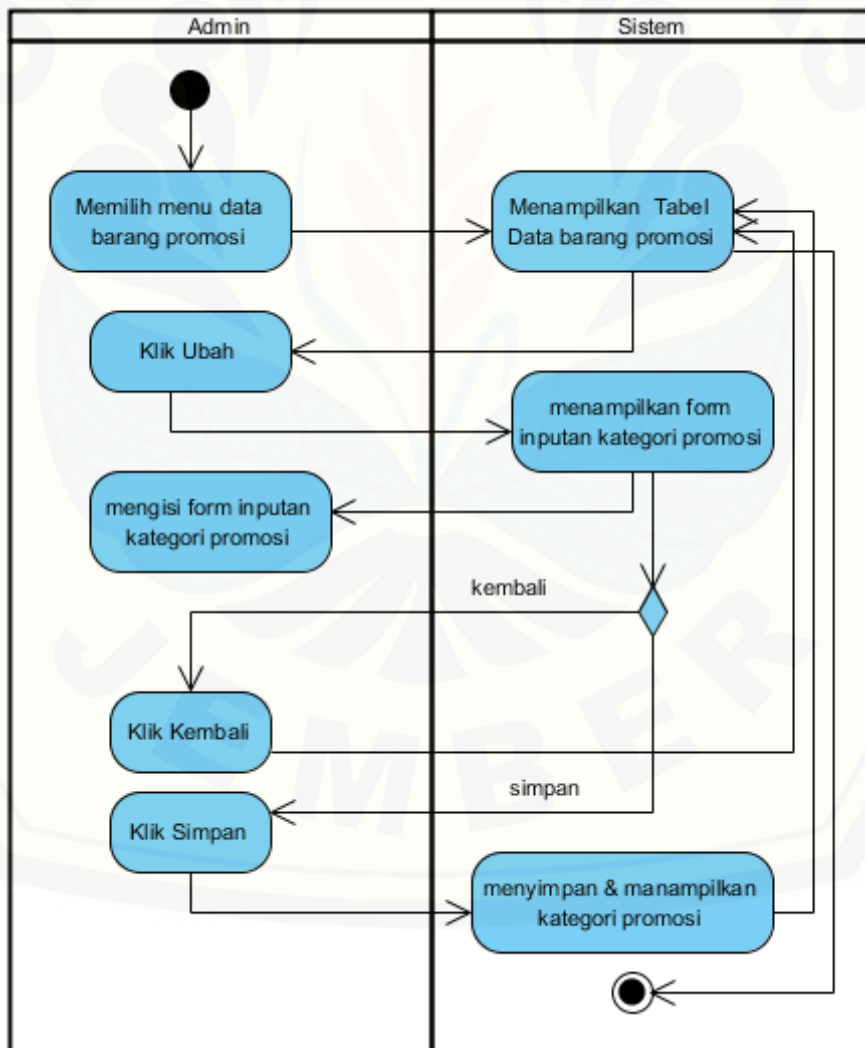 Admin
Sistem
Memilih menu data
barang promosi
Menampilkan Tabel
Data barang promosi
Klik Ubah
menampilkan form
inputan kategori promosi
mengisi form inputan
kategori promosi
kembali
Klik Kembali
simpan
Klik Simpan
menyimpan & manampilkan
kategori promosi
JEMBER